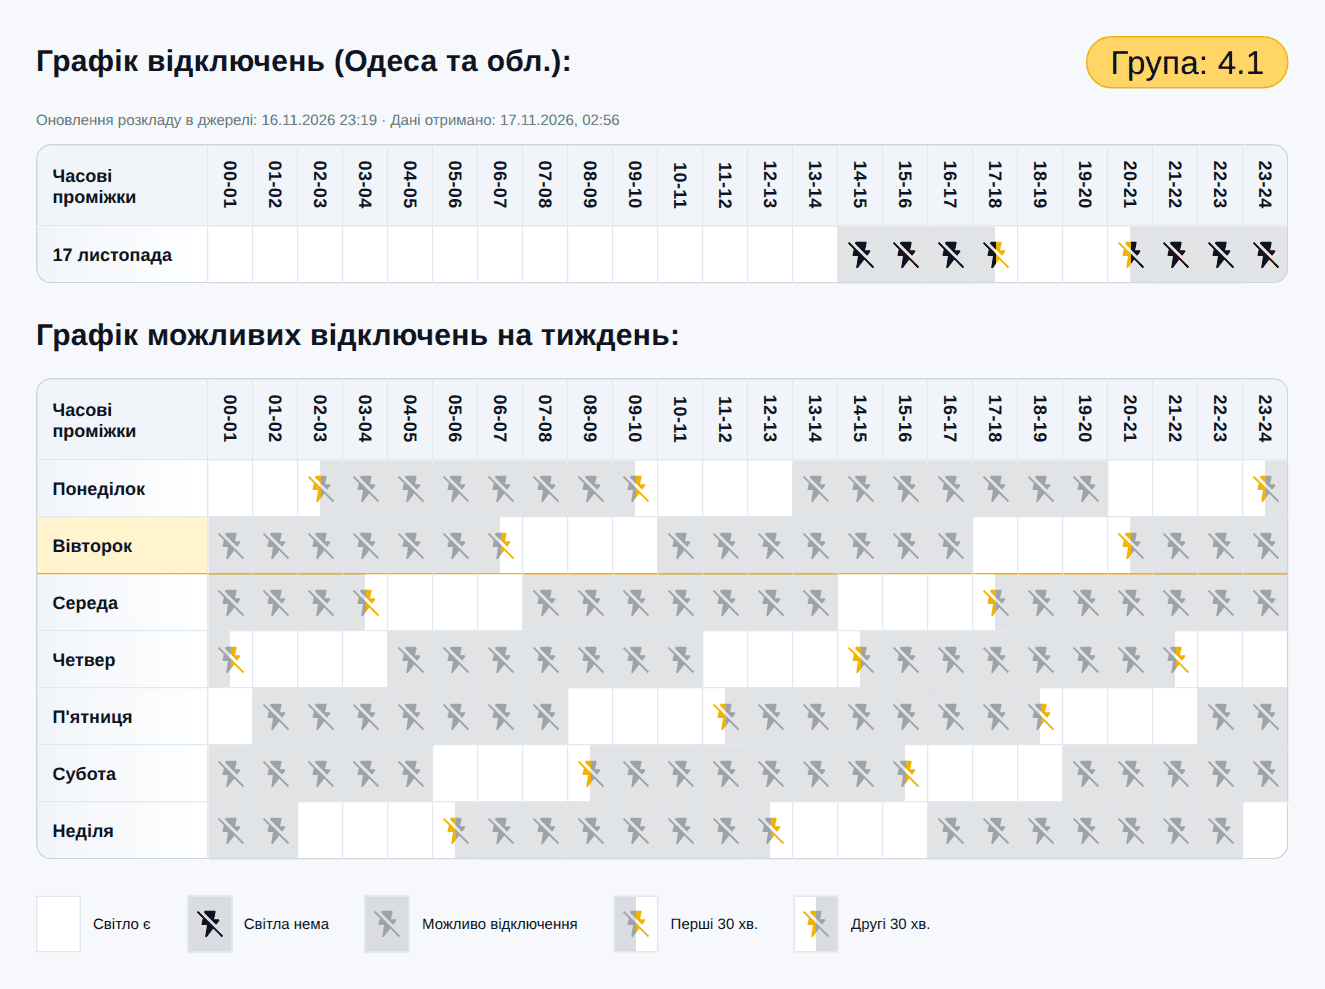 Графік відключень (Одеса та обл.):
Група: 4.1
Оновлення розкладу в джерелі: 16.11.2026 23:19 · Дані отримано: 17.11.2026, 02:56
Часові проміжки 00-01 01-02 02-03 03-04 04-05 05-06 06-07 07-08 08-09 09-10 10-11 11-12 12-13 13-14 14-15 15-16 16-17 17-18 18-19 19-20 20-21 21-22 22-23 23-24
17 листопада
Графік можливих відключень на тиждень:
Часові проміжки 00-01 01-02 02-03 03-04 04-05 05-06 06-07 07-08 08-09 09-10 10-11 11-12 12-13 13-14 14-15 15-16 16-17 17-18 18-19 19-20 20-21 21-22 22-23 23-24
Понеділок
Вівторок
Середа
Четвер
П'ятниця
Субота
Неділя
Світло є Світла нема Можливо відключення Перші 30 хв. Другі 30 хв.